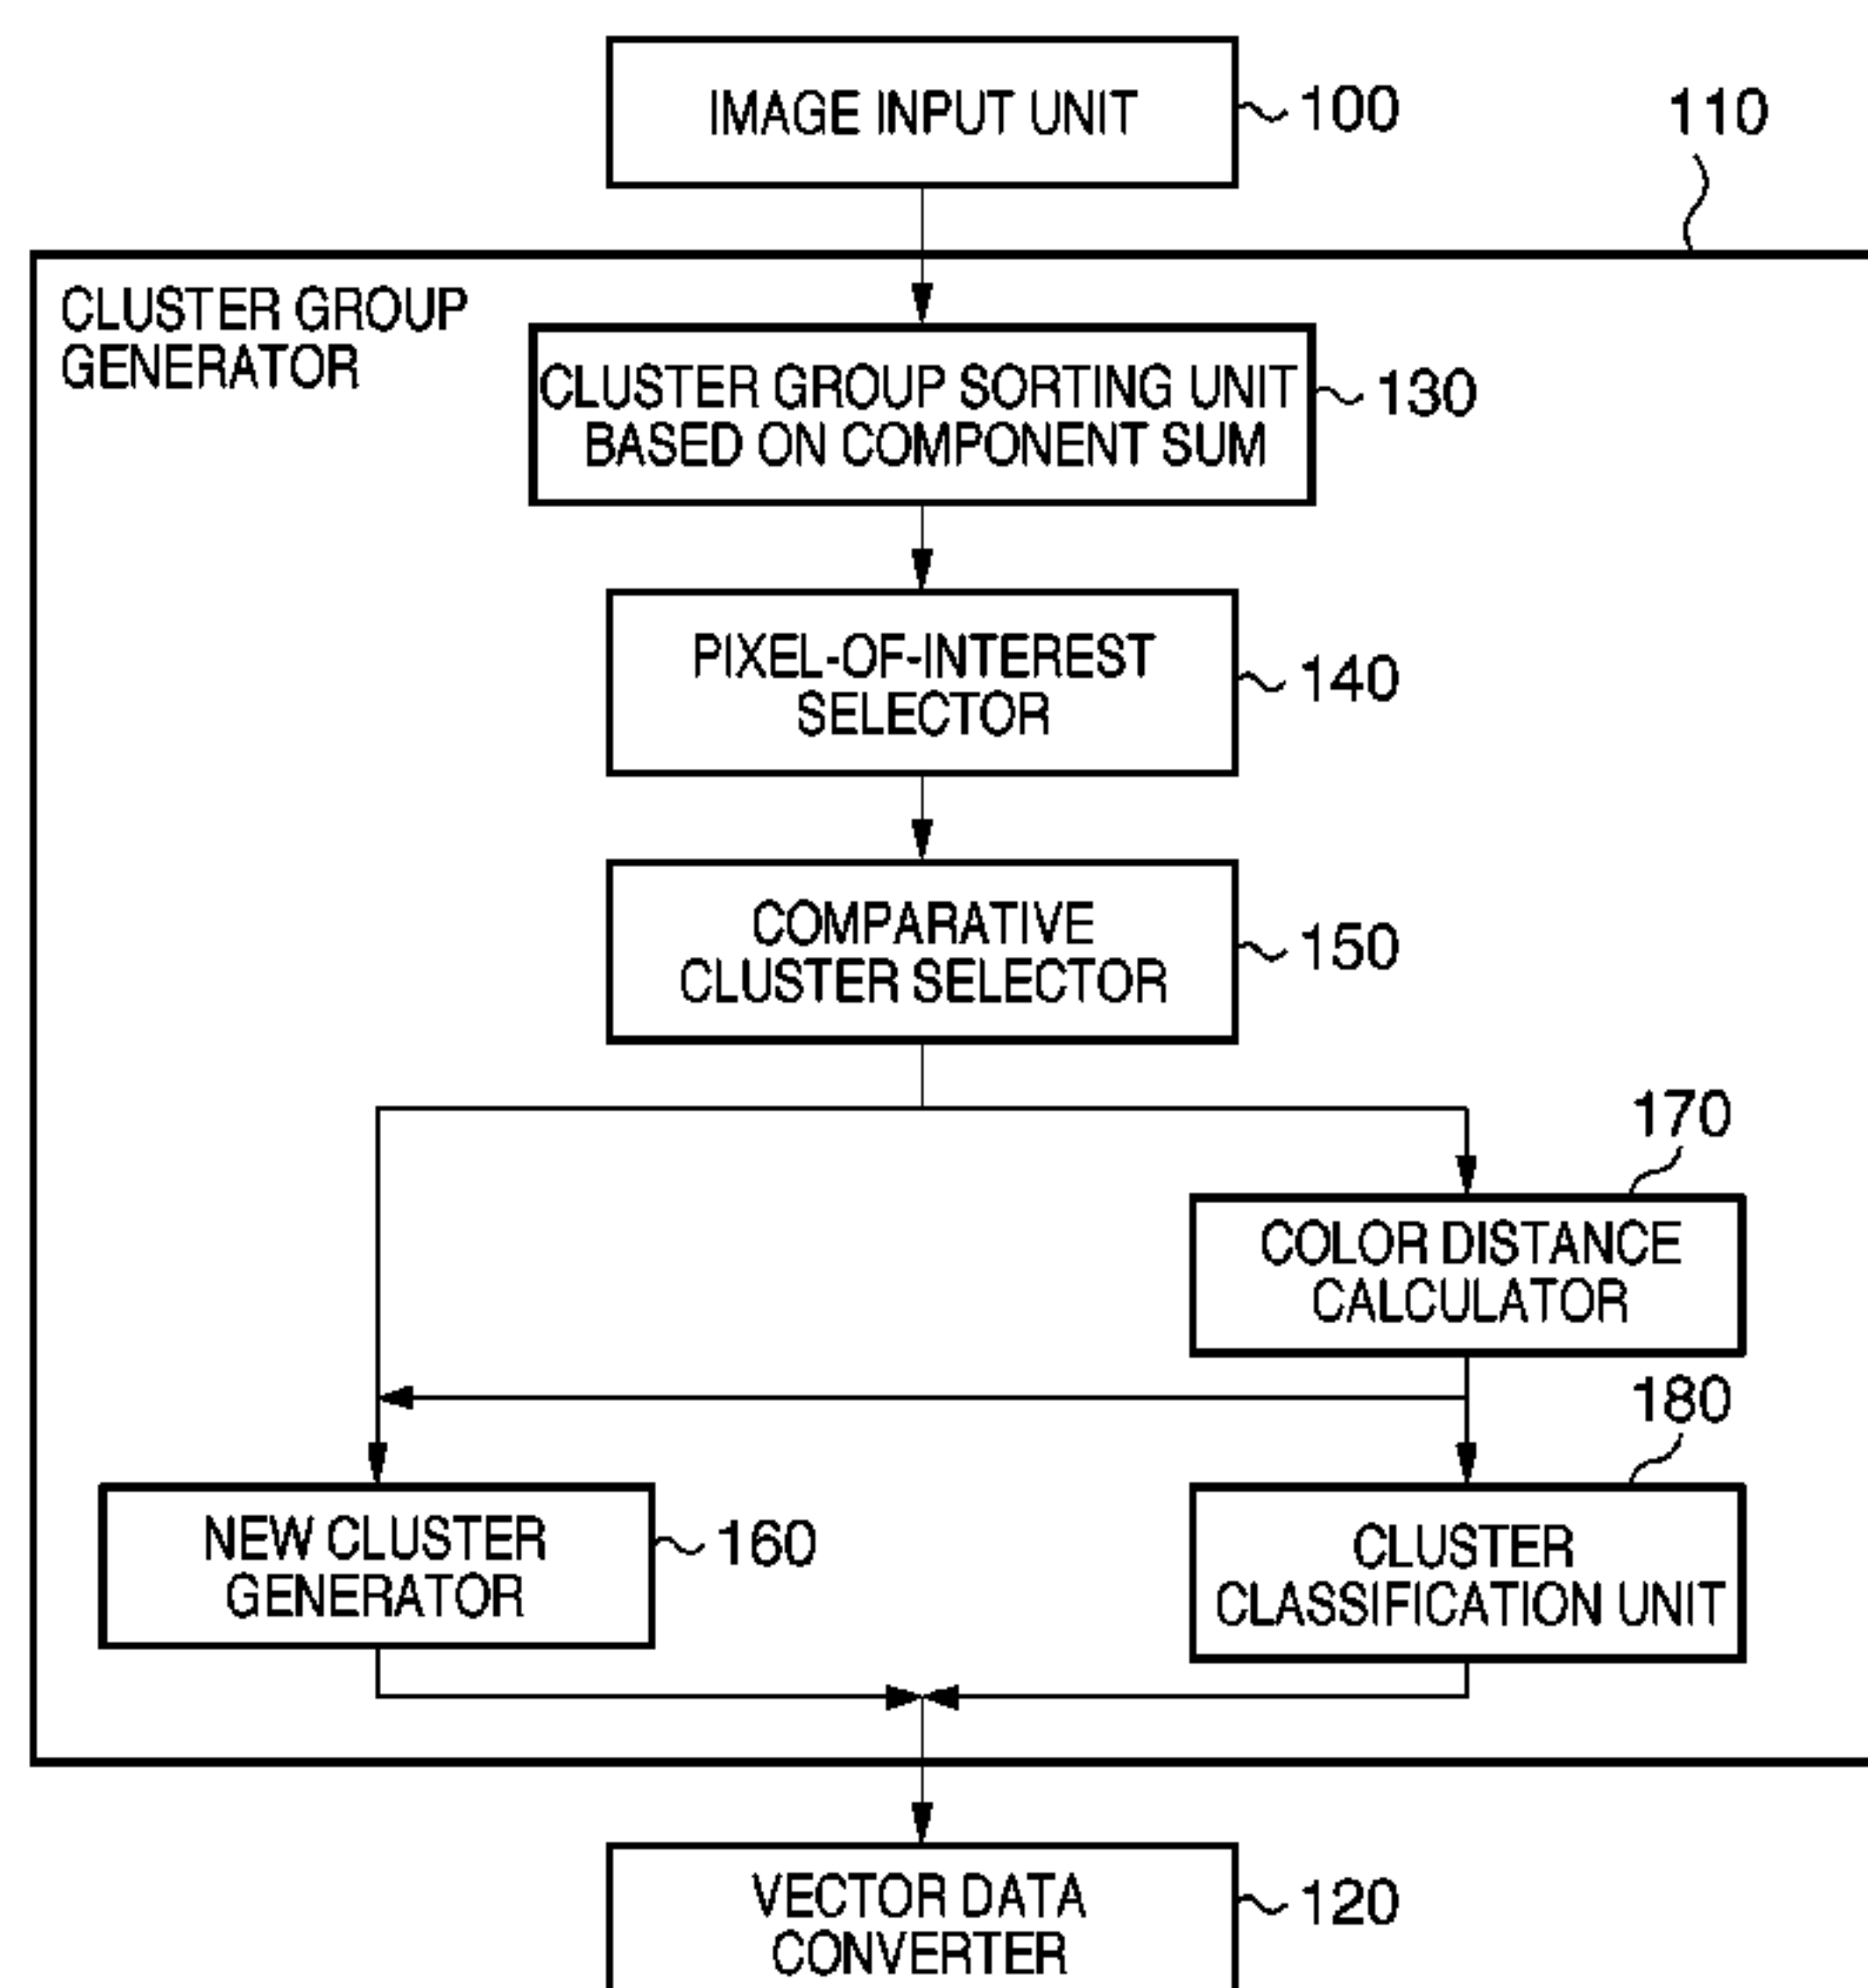 IMAGE INPUT UNIT
100
110
CLUSTER GROUP
GENERATOR
CLUSTER GROUP SORTING UNIT
BASED ON COMPONENT SUM
130
PIXEL-OF-INTEREST
SELECTOR
140
COMPARATIVE
CLUSTER SELECTOR
150
170
COLOR DISTANCE
CALCULATOR
180
NEW CLUSTER
GENERATOR
160
CLUSTER
CLASSIFICATION UNIT
VECTOR DATA
CONVERTER
120